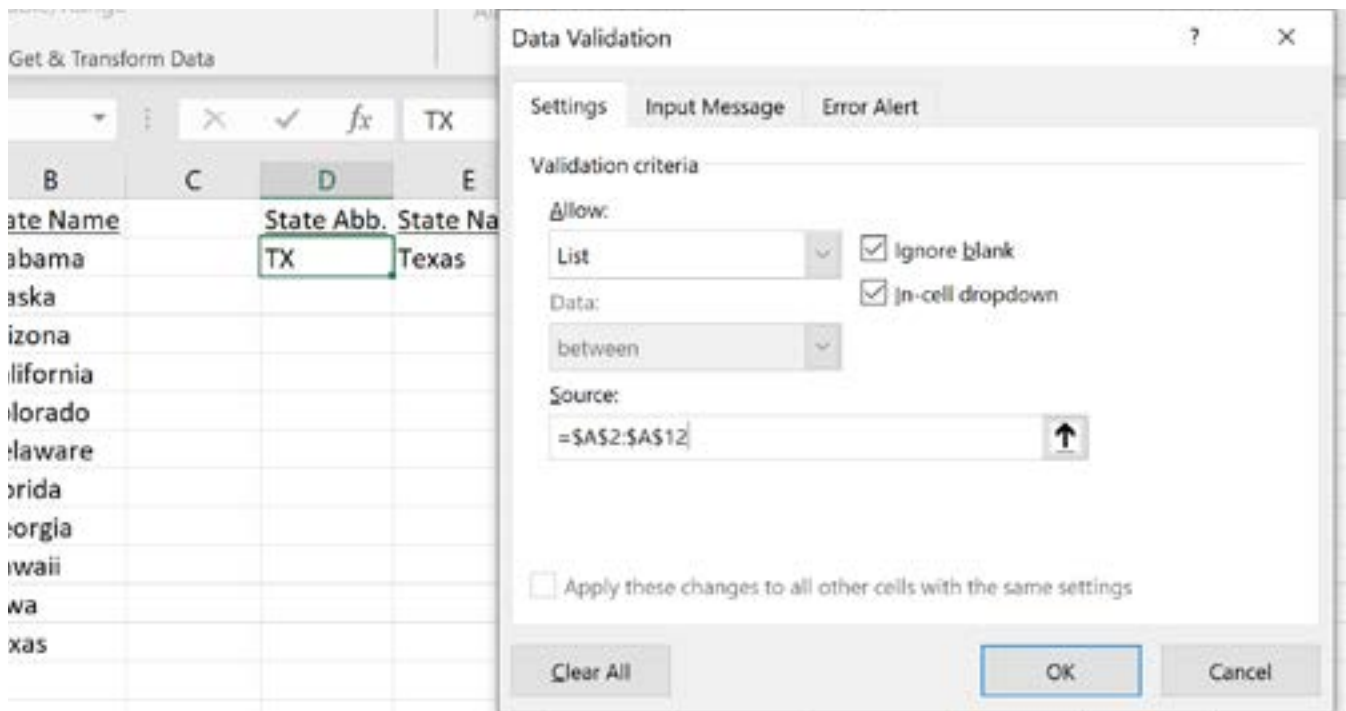 Get & Transform Data
fx TX
B C D E
ate Name State Abb. State Na
abama TX Texas
aska
izona
lifornia
lorado
elaware
orida
eorgia
waii
wa
xas
Data Validation ? ×
Settings Input Message Error Alert
Validation criteria
Allow:
List Ignore blank
In-cell dropdown
Data:
between
Source:
=$A$2:$A$12
Apply these changes to all other cells with the same settings
Clear All OK Cancel